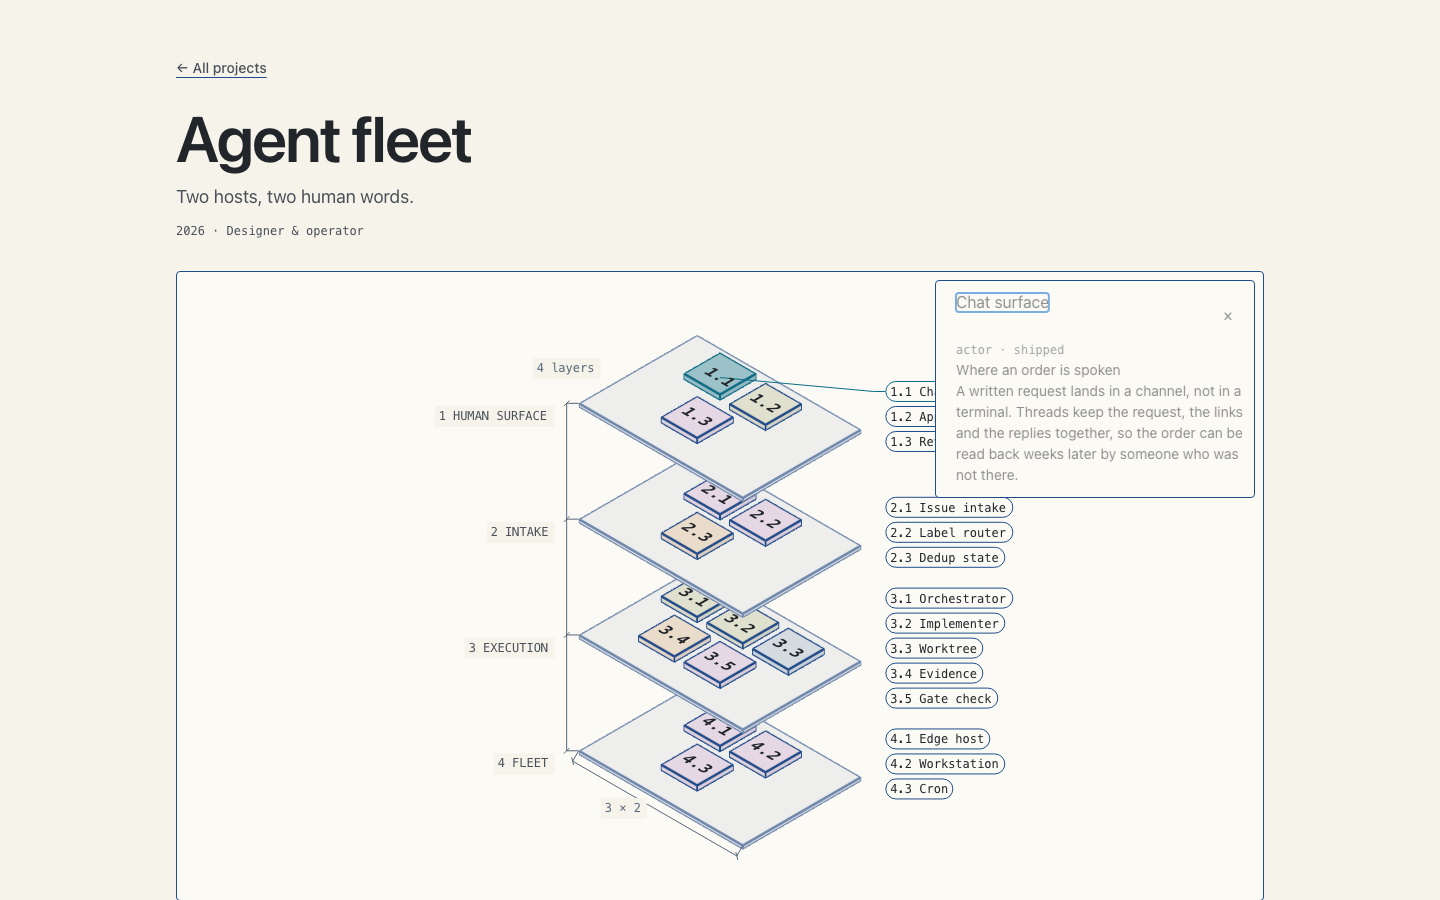 ← All projects
Agent fleet
Two hosts, two human words.
2026 · Designer & operator
Chat surface
×
actor · shipped
Where an order is spoken
A written request lands in a channel, not in a
terminal. Threads keep the request, the links
and the replies together, so the order can be
read back weeks later by someone who was
not there.
4 layers
1 HUMAN SURFACE
1.1
1.2
1.3
1.1
1.2
1.3
2 INTAKE
2.1
2.2
2.3
2.1 Issue intake
2.2 Label router
2.3 Dedup state
3 EXECUTION
3.1
3.2
3.3
3.4
3.5
3.1 Orchestrator
3.2 Implementer
3.3 Worktree
3.4 Evidence
3.5 Gate check
4 FLEET
4.1
4.2
4.3
4.1 Edge host
4.2 Workstation
4.3 Cron
3 × 2